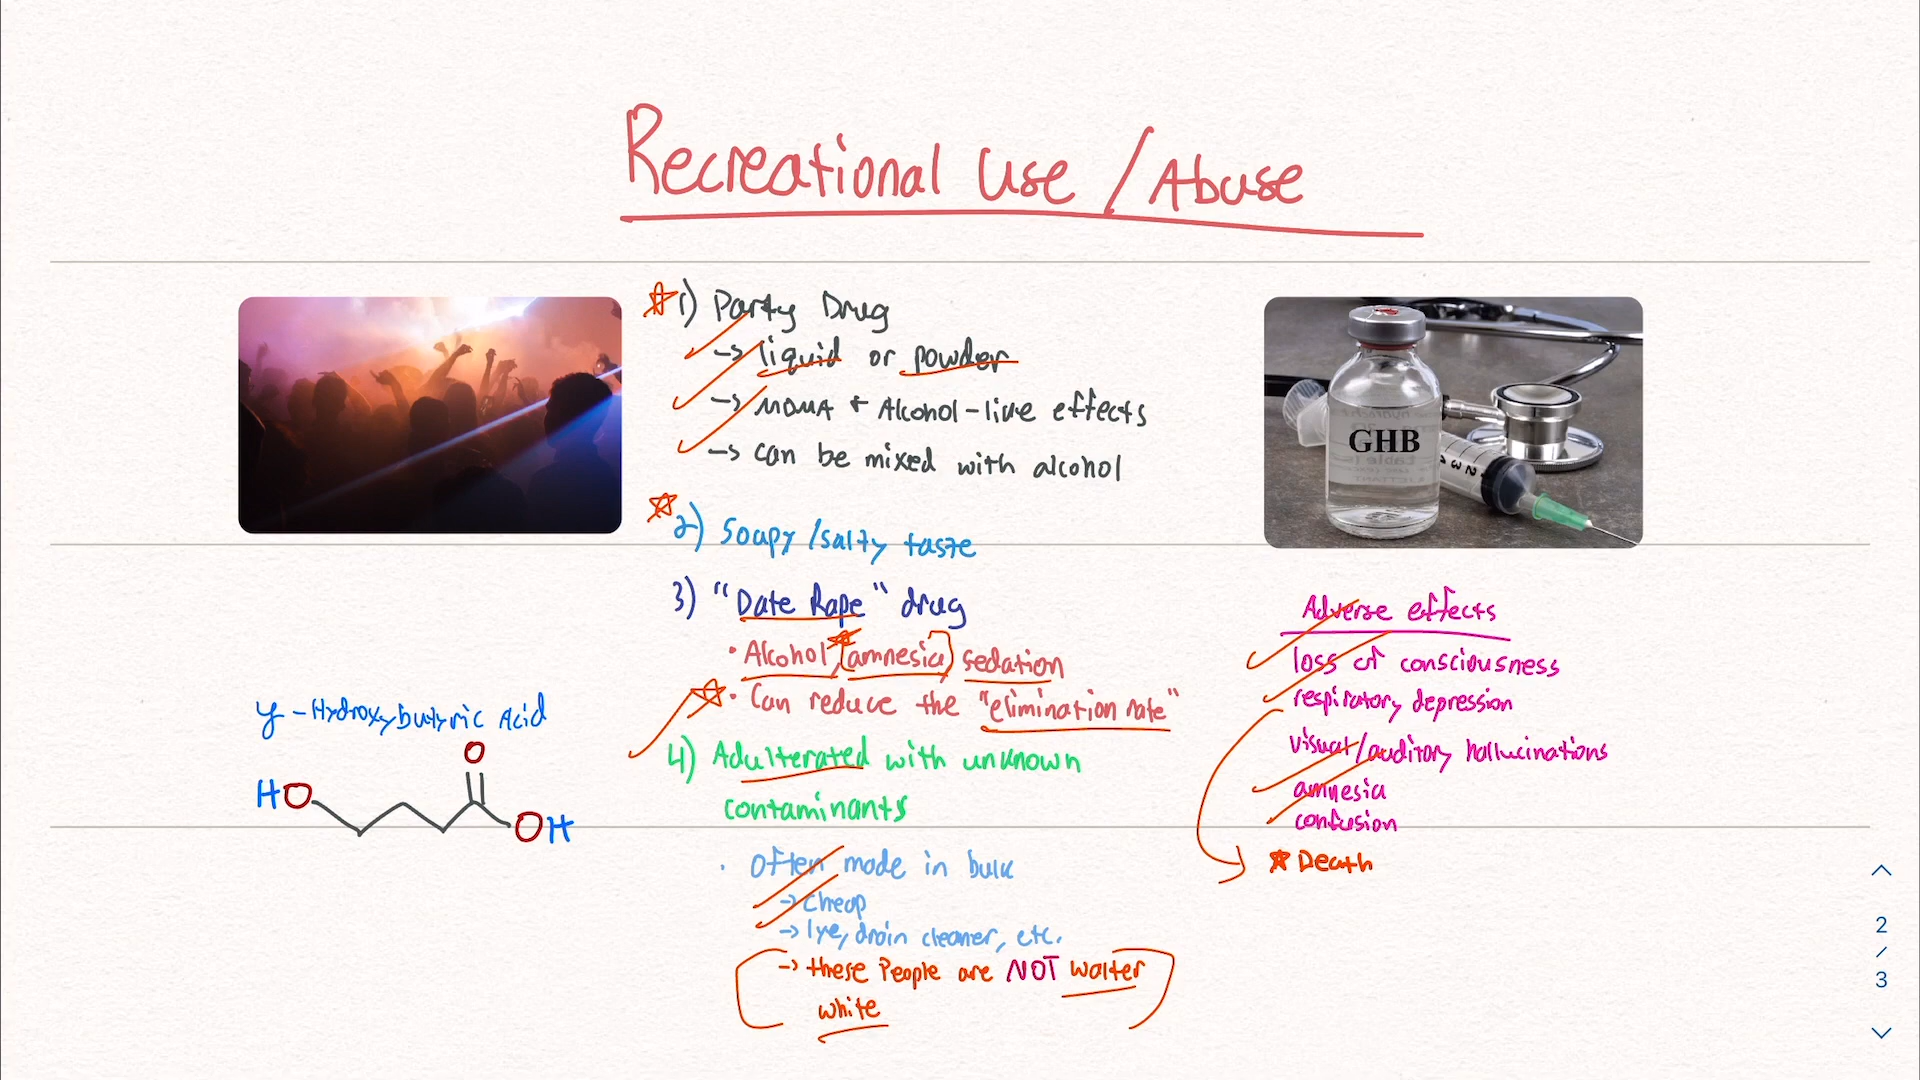 Recreational Use / Abuse
1) Party Drug
-> liquid or powder
-> MDMA + Alcohol-like effects
-> can be mixed with alcohol
2) Soapy / salty taste
3) "Date Rape" drug
• Alcohol, [amnesia] sedation
• Can reduce the "elimination rate"
4) Adulterated with unknown
contaminants
• Often made in bulk
-> cheap
-> lye, drain cleaner, etc.
-> these People are NOT Walter
White
GHB
Adverse effects
loss of consciousness
respiratory depression
visual/auditory hallucinations
amnesia
confusion
Death
γ-Hydroxybutyric Acid
O
HO
OH
2
/
3